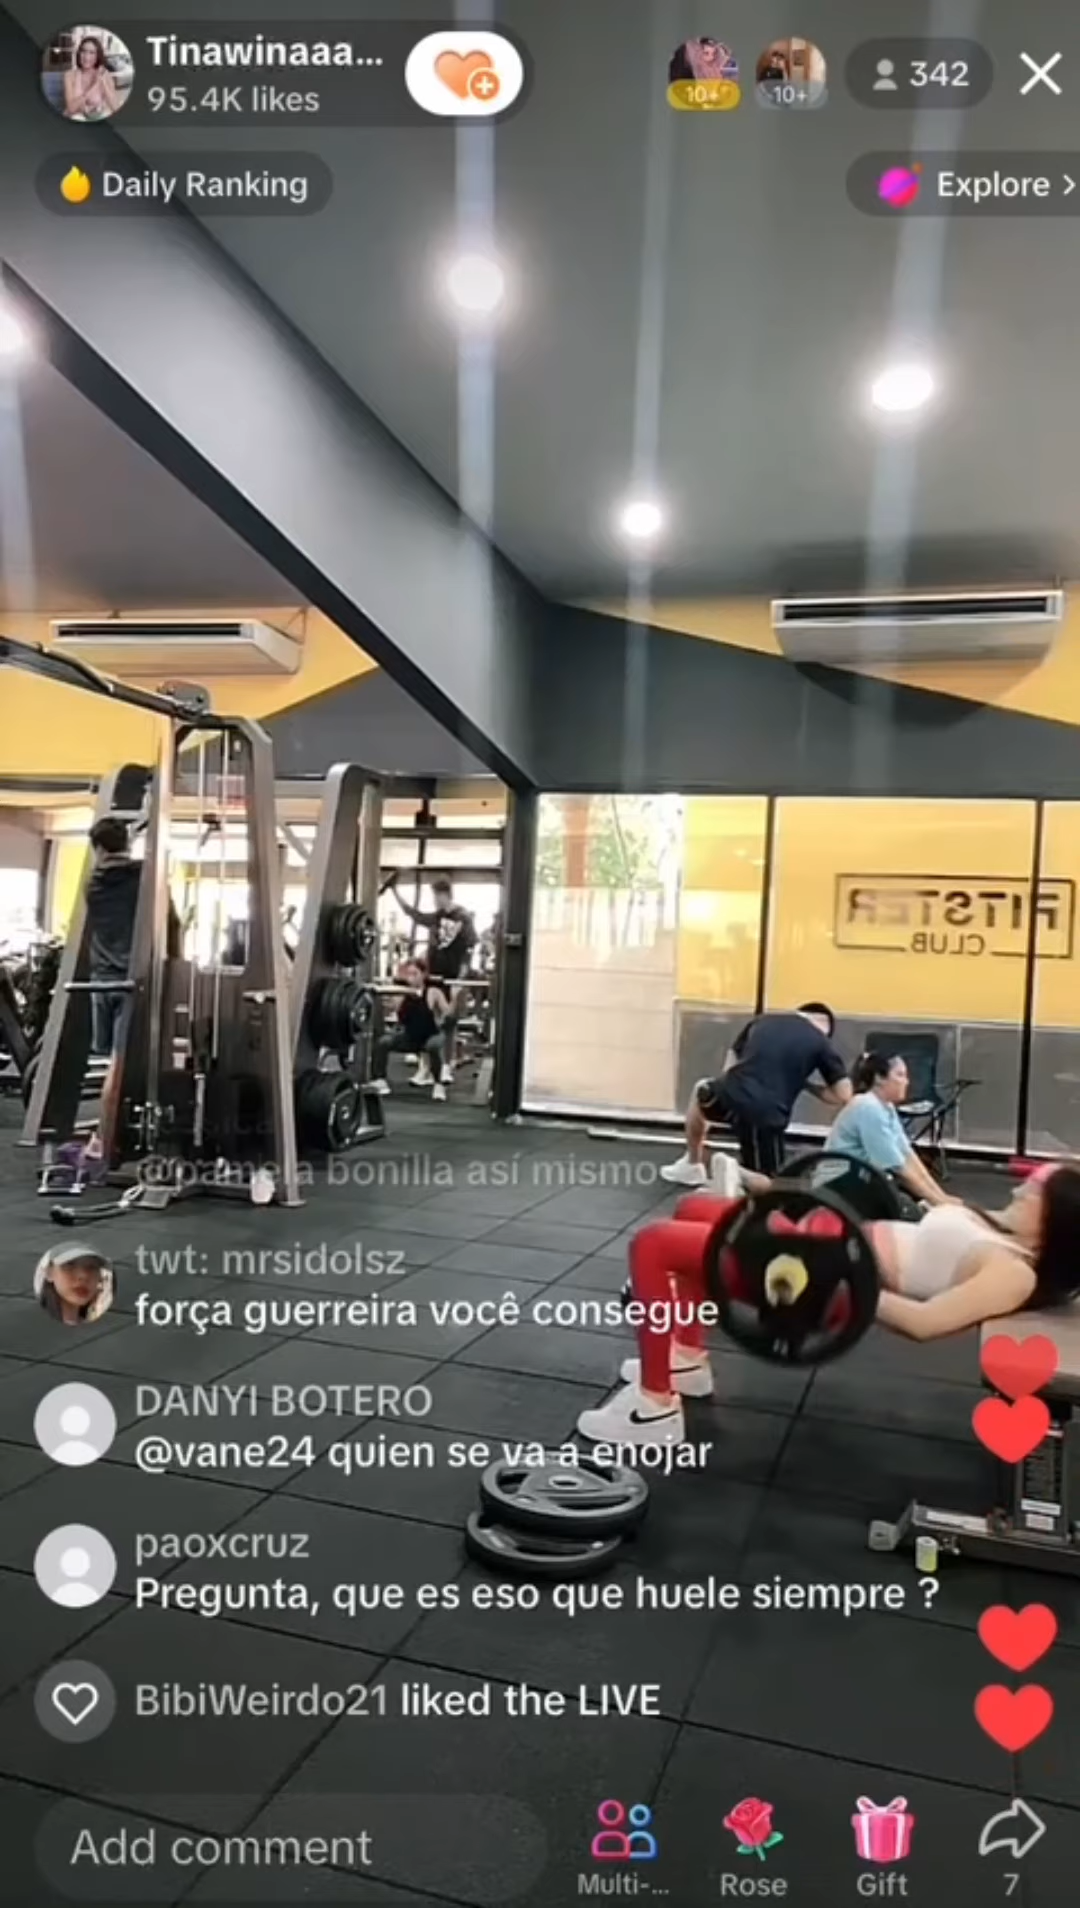 Tinawinaaa...
95.4K likes
10+
10+
342
Daily Ranking
Explore >
FITSTER
CLUB
@pamela bonilla así mismo
twt: mrsidolsz
força guerreira você consegue
DANYI BOTERO
@vane24 quien se va a enojar
paoxcruz
Pregunta, que es eso que huele siempre ?
BibiWeirdo21 liked the LIVE
Add comment
Multi-...
Rose
Gift
7